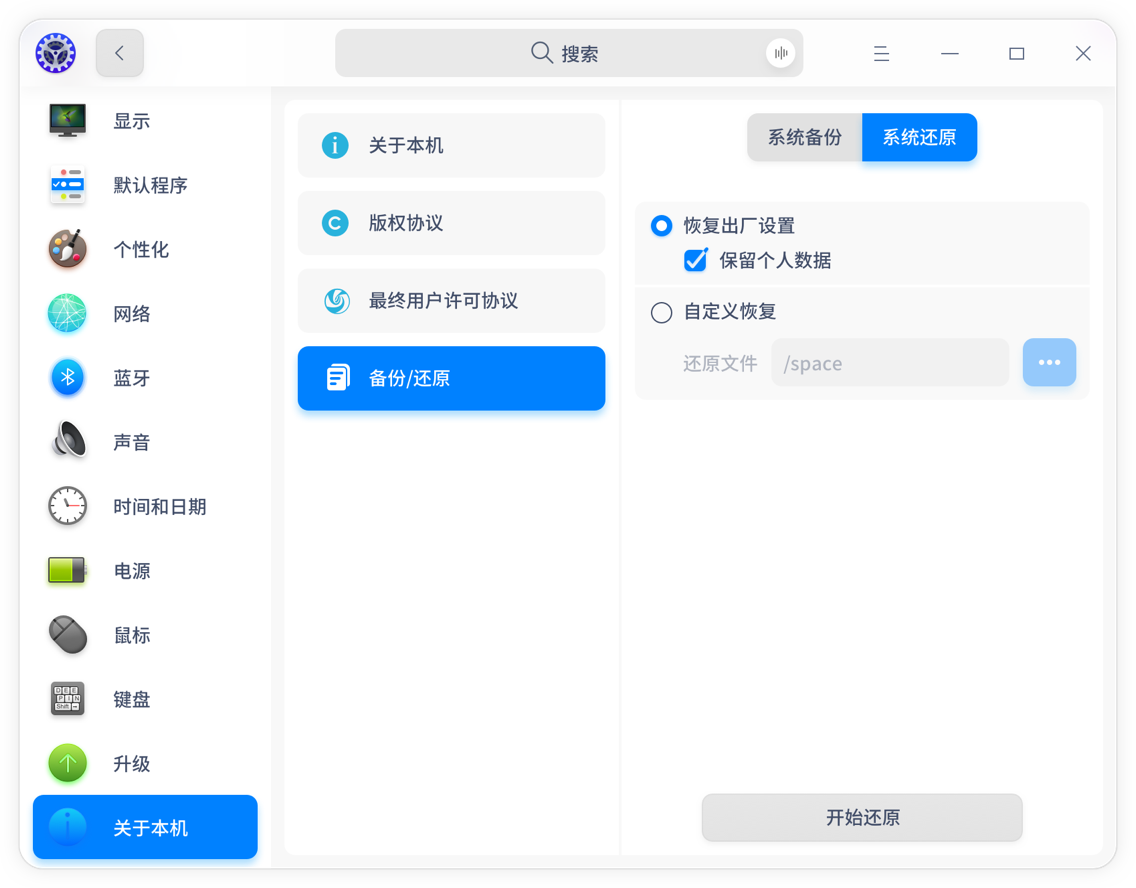 搜索
显示
默认程序
个性化
网络
蓝牙
声音
时间和日期
电源
鼠标
键盘
升级
关于本机
关于本机
版权协议
最终用户许可协议
备份/还原
系统备份
系统还原
恢复出厂设置
保留个人数据
自定义恢复
还原文件
/space
开始还原